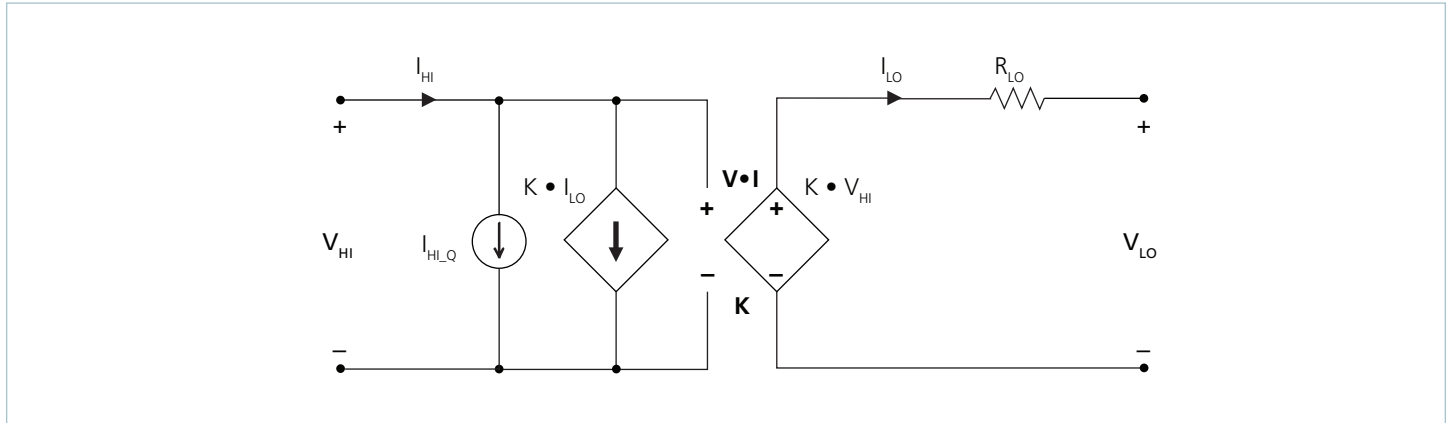 I_HI
I_LO
R_LO
+
+
K • I_LO
V•I
K • V_HI
+
+
V_HI
I_HI_Q
V_LO
–
–
K
–
–